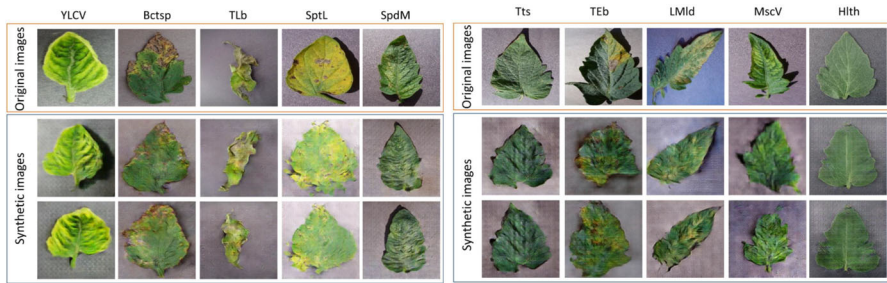 YLCV Bctsp TLb SptL SpdM
Original images
Synthetic images
Tts TEb LMld MscV Hlth
Original images
Synthetic images